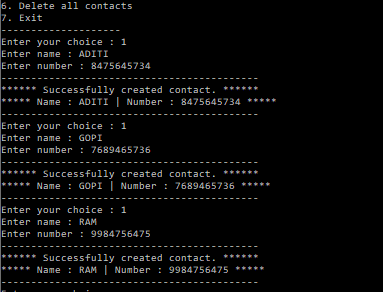 6. Delete all contacts
7. Exit
--------------------
Enter your choice : 1
Enter name : ADITI
Enter number : 8475645734
-------------------------------------------
****** Successfully created contact. ******
***** Name : ADITI | Number : 8475645734 *****
-------------------------------------------
Enter your choice : 1
Enter name : GOPI
Enter number : 7689465736
-------------------------------------------
****** Successfully created contact. ******
***** Name : GOPI | Number : 7689465736 *****
-------------------------------------------
Enter your choice : 1
Enter name : RAM
Enter number : 9984756475
-------------------------------------------
****** Successfully created contact. ******
***** Name : RAM | Number : 9984756475 *****
-------------------------------------------